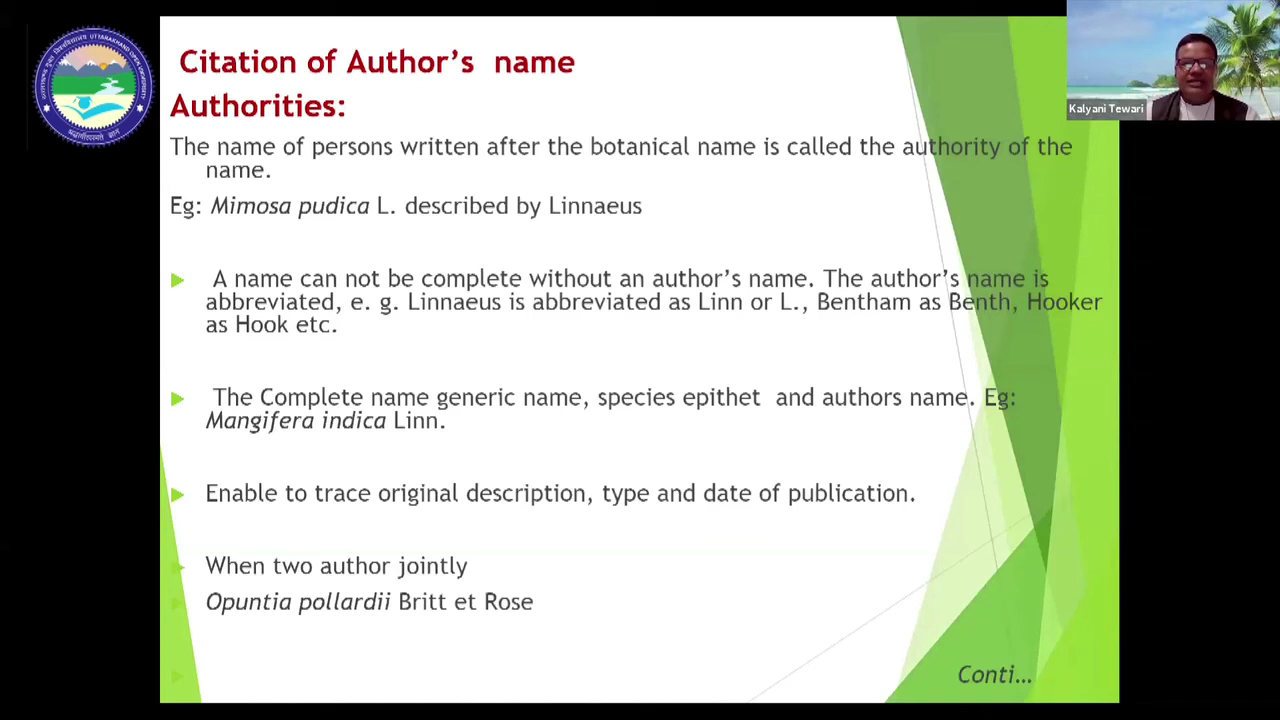 Citation of Author’s name
Authorities:
The name of persons written after the botanical name is called the authority of the
name.
Eg: Mimosa pudica L. described by Linnaeus
A name can not be complete without an author’s name. The author’s name is
abbreviated, e. g. Linnaeus is abbreviated as Linn or L., Bentham as Benth, Hooker
as Hook etc.
The Complete name generic name, species epithet and authors name. Eg:
Mangifera indica Linn.
Enable to trace original description, type and date of publication.
When two author jointly
Opuntia pollardii Britt et Rose
Conti…
Kalyani Tewari
UTTARAKHAND OPEN UNIVERSITY